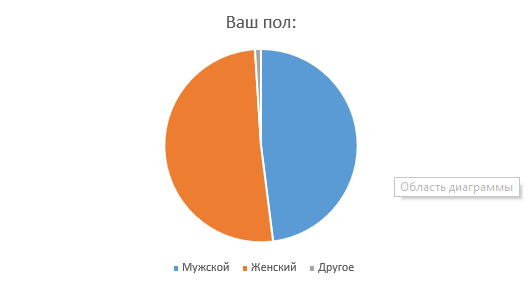 Ваш пол:
Область диаграммы
Мужской Женский Другое